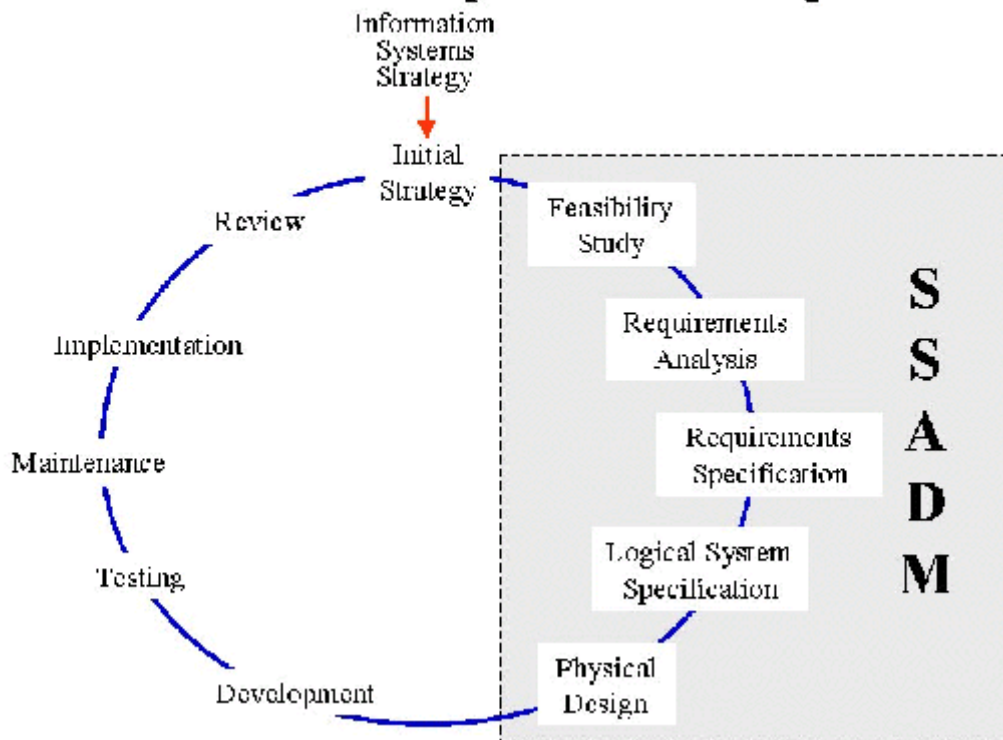 Information
Systems
Strategy
Initial
Strategy
Review
Feasibility
Study
Requirements
Analysis
Implementation
Requirements
Specification
Maintenance
Logical System
Specification
Testing
Physical
Design
Development
S
S
A
D
M